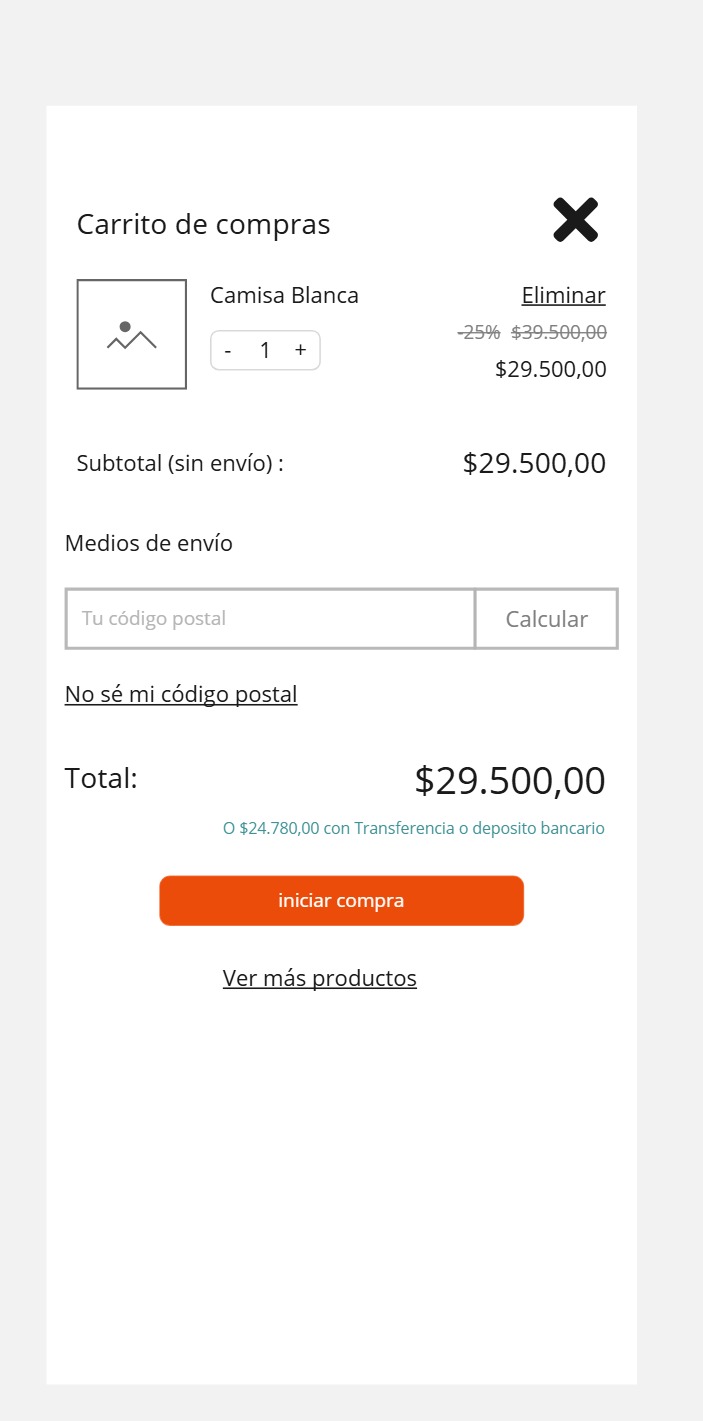 Carrito de compras
Camisa Blanca
Eliminar
-25% $39.500,00
- 1 +
$29.500,00
Subtotal (sin envío) :
$29.500,00
Medios de envío
Tu código postal
Calcular
No sé mi código postal
Total:
$29.500,00
O $24.780,00 con Transferencia o deposito bancario
iniciar compra
Ver más productos